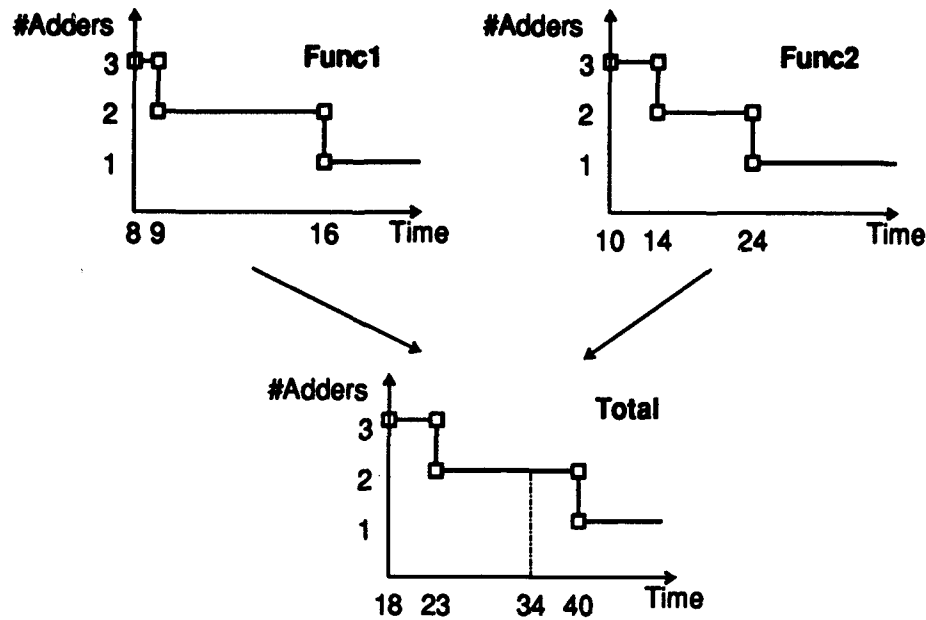 #Adders
Func1
3
2
1
8 9 16 Time
#Adders
Func2
3
2
1
10 14 24 Time
#Adders
Total
3
2
1
18 23 34 40 Time